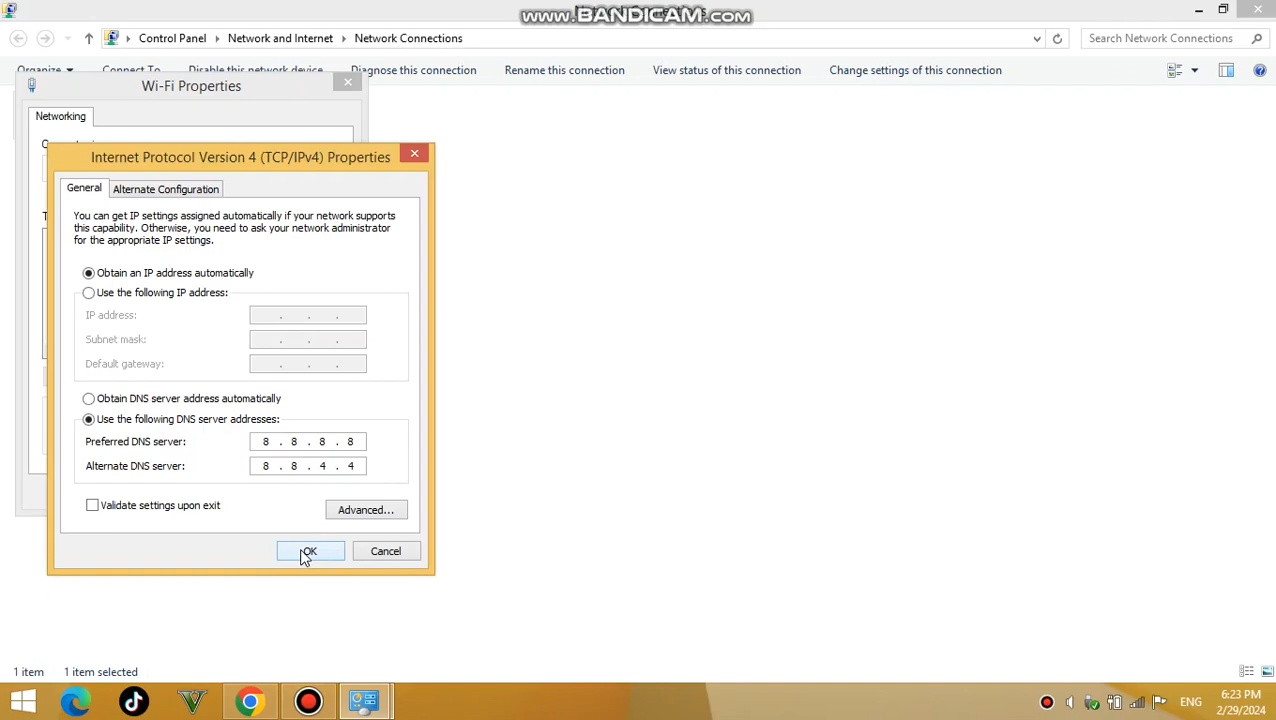 www.BANDICAM.com
Control Panel
Network and Internet
Network Connections
Search Network Connections
Organize
Connect To
Disable this network device
Diagnose this connection
Rename this connection
View status of this connection
Change settings of this connection
Wi-Fi Properties
Networking
Internet Protocol Version 4 (TCP/IPv4) Properties
General
Alternate Configuration
You can get IP settings assigned automatically if your network supports
this capability. Otherwise, you need to ask your network administrator
for the appropriate IP settings.
Obtain an IP address automatically
Use the following IP address:
IP address: . . .
Subnet mask: . . .
Default gateway: . . .
Obtain DNS server address automatically
Use the following DNS server addresses:
Preferred DNS server: 8 . 8 . 8 . 8
Alternate DNS server: 8 . 8 . 4 . 4
Validate settings upon exit
Advanced...
OK
Cancel
1 item
1 item selected
ENG
6:23 PM
2/29/2024